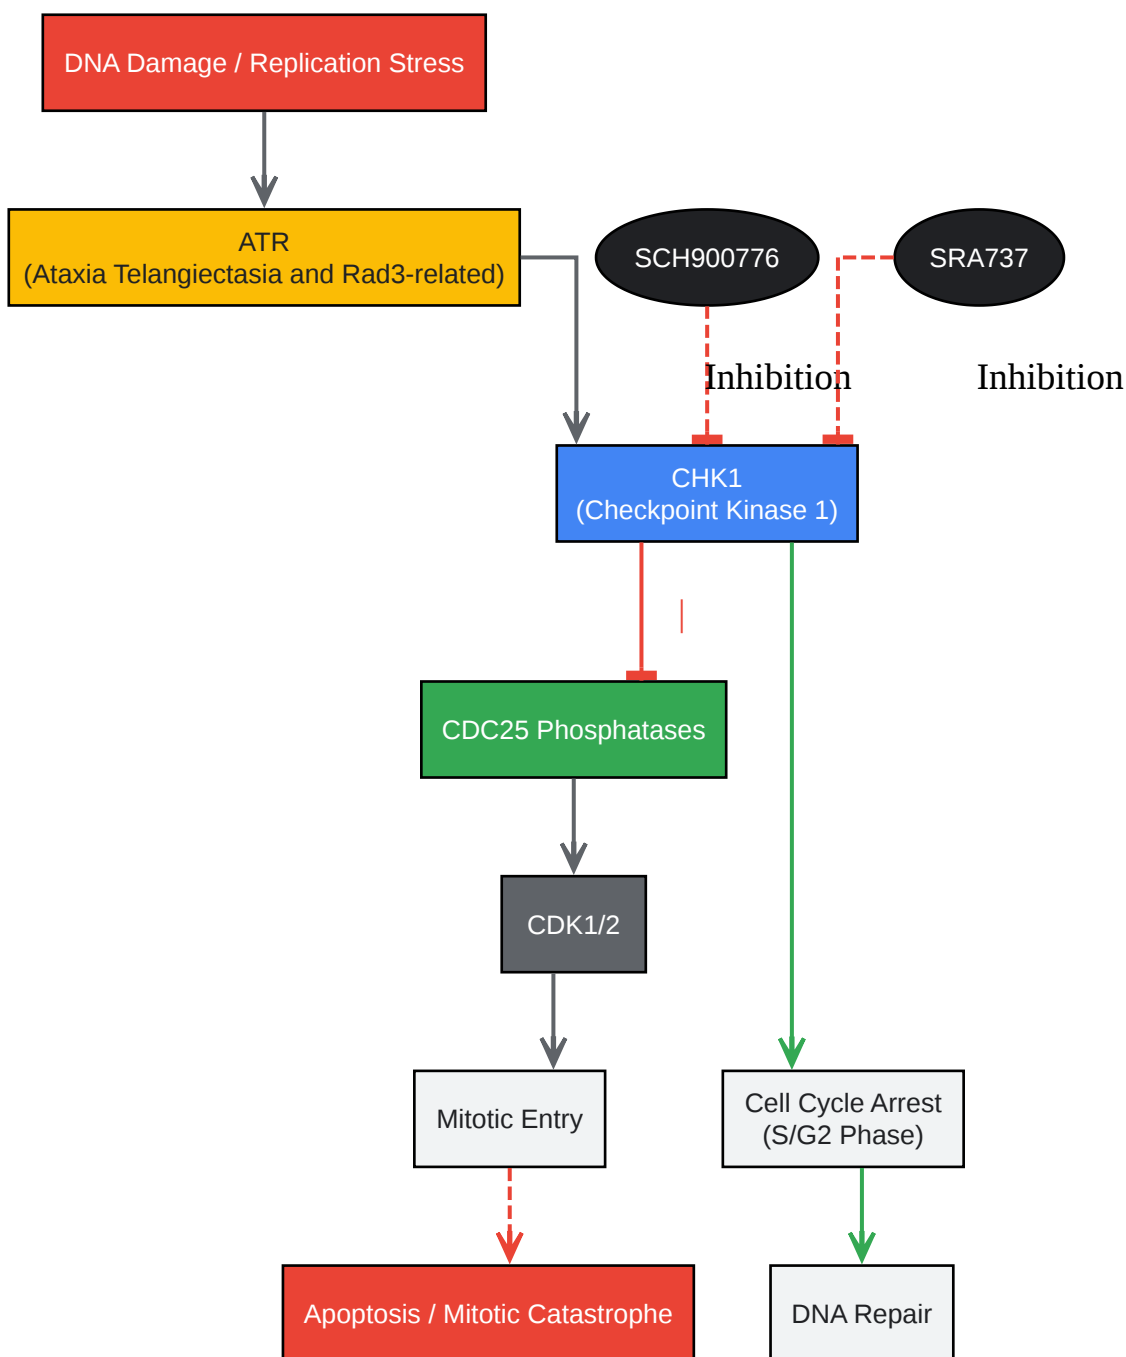 DNA Damage / Replication Stress
ATR
(Ataxia Telangiectasia and Rad3-related)
SCH900776
SRA737
Inhibition
Inhibition
CHK1
(Checkpoint Kinase 1)
|
CDC25 Phosphatases
CDK1/2
Mitotic Entry
Cell Cycle Arrest
(S/G2 Phase)
Apoptosis / Mitotic Catastrophe
DNA Repair